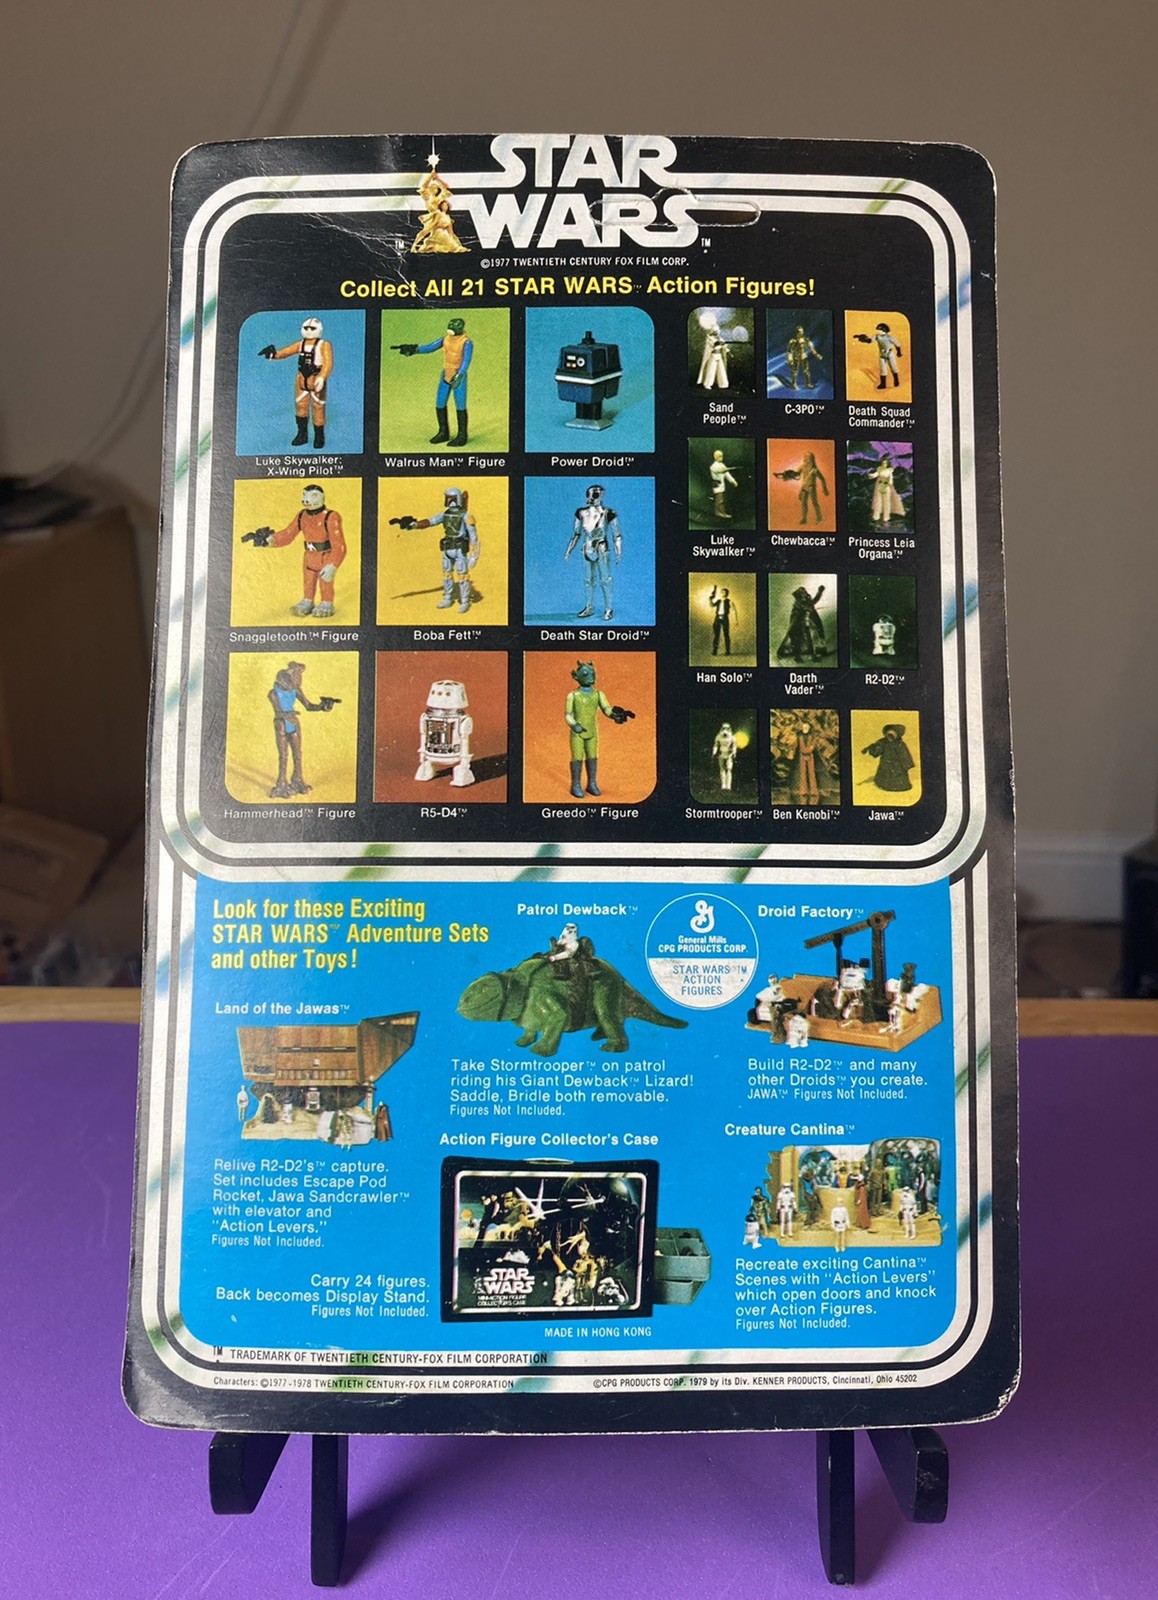 STAR
WARS
TM
TM
©1977 TWENTIETH CENTURY FOX FILM CORP.
Collect All 21 STAR WARS™ Action Figures!
Luke Skywalker:
X-Wing Pilot™
Walrus Man™ Figure
Power Droid™
Snaggletooth™ Figure
Boba Fett™
Death Star Droid™
Hammerhead™ Figure
R5-D4™
Greedo™ Figure
Sand
People™
C-3PO™
Death Squad
Commander™
Luke
Skywalker™
Chewbacca™
Princess Leia
Organa™
Han Solo™
Darth
Vader™
R2-D2™
Stormtrooper™
Ben Kenobi™
Jawa™
Look for these Exciting
STAR WARS™ Adventure Sets
and other Toys!
Land of the Jawas™
Relive R2-D2's™ capture.
Set includes Escape Pod
Rocket, Jawa Sandcrawler™
with elevator and
"Action Levers."
Figures Not Included.
Patrol Dewback™
Take Stormtrooper™ on patrol
riding his Giant Dewback™ Lizard!
Saddle, Bridle both removable.
Figures Not Included.
General Mills
CPG PRODUCTS CORP.
STAR WARS™
ACTION
FIGURES
Droid Factory™
Build R2-D2™ and many
other Droids™ you create.
JAWA™ Figures Not Included.
Action Figure Collector's Case
STAR
WARS
MINI-ACTION FIGURE
COLLECTOR'S CASE
Carry 24 figures.
Back becomes Display Stand.
Figures Not Included.
MADE IN HONG KONG
Creature Cantina™
Recreate exciting Cantina™
Scenes with "Action Levers"
which open doors and knock
over Action Figures.
Figures Not Included.
TM TRADEMARK OF TWENTIETH CENTURY-FOX FILM CORPORATION
Characters: ©1977-1978 TWENTIETH CENTURY-FOX FILM CORPORATION
©CPG PRODUCTS CORP. 1979 by its Div. KENNER PRODUCTS, Cincinnati, Ohio 45202